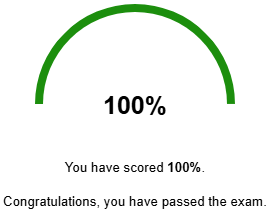 100%
You have scored 100%.
Congratulations, you have passed the exam.